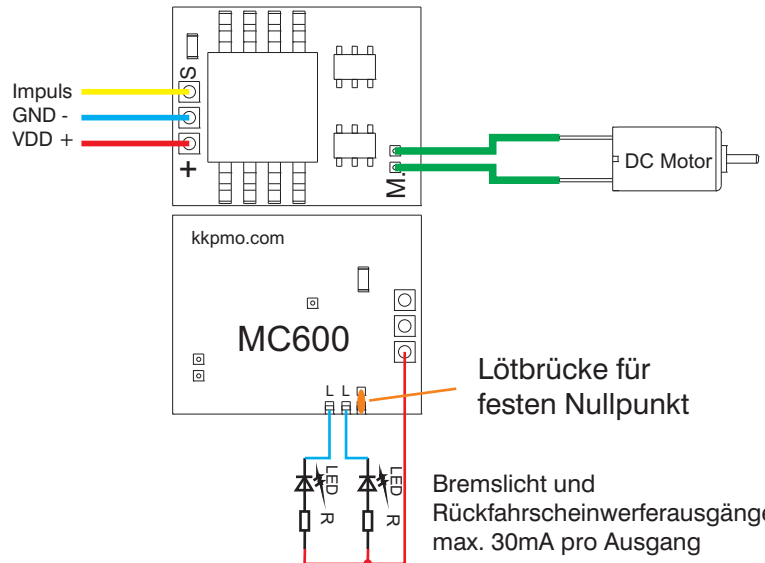 Impuls
GND -
VDD +
S
+
M.
DC Motor
kkpmo.com
MC600
L L
Lötbrücke für
festen Nullpunkt
LED
R
LED
R
Bremslicht und
Rückfahrscheinwerferausgänge
max. 30mA pro Ausgang